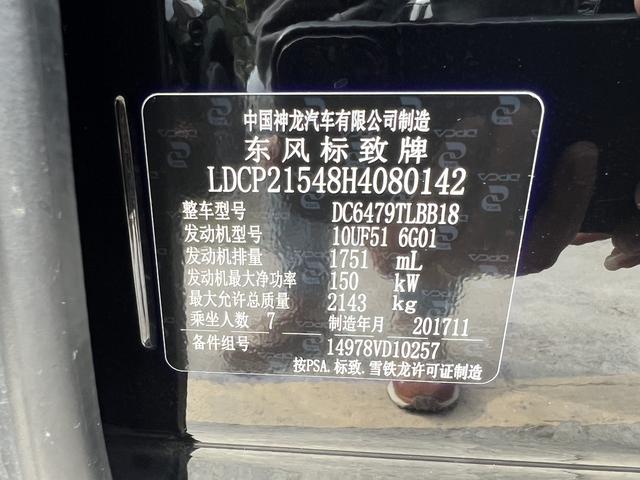 中国神龙汽车有限公司制造
东风标致牌
LDCP21548H4080142
整车型号 DC6479TLBB18
发动机型号 10UF51 6G01
发动机排量 1751 mL
发动机最大净功率 150 kW
最大允许总质量 2143 kg
乘坐人数 7 制造年月 201711
备件组号 14978VD10257
按PSA.标致.雪铁龙许可证制造